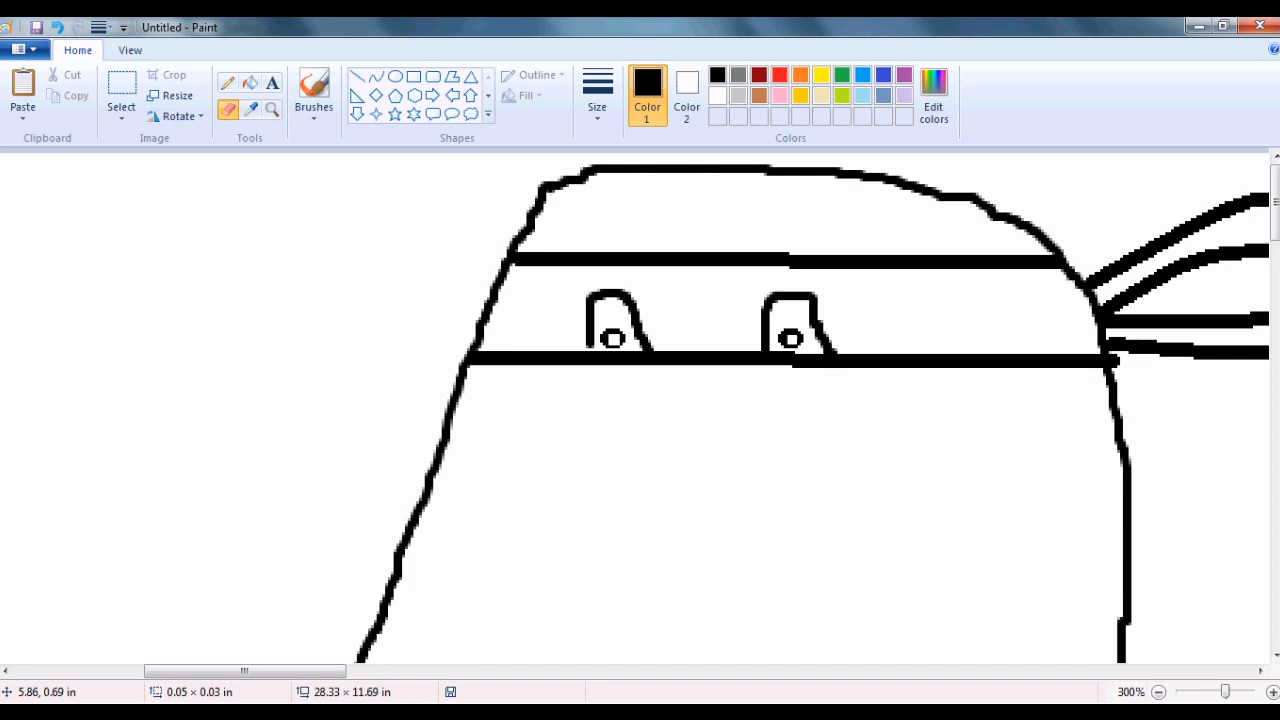 Untitled - Paint
Home View
Cut
Copy
Paste
Clipboard
Select
Crop
Resize
Rotate
Image
Tools
Brushes
Shapes
Outline
Fill
Size
Color 1
Color 2
Edit colors
Colors
5.86, 0.69 in
0.05 × 0.03 in
28.33 × 11.69 in
300%